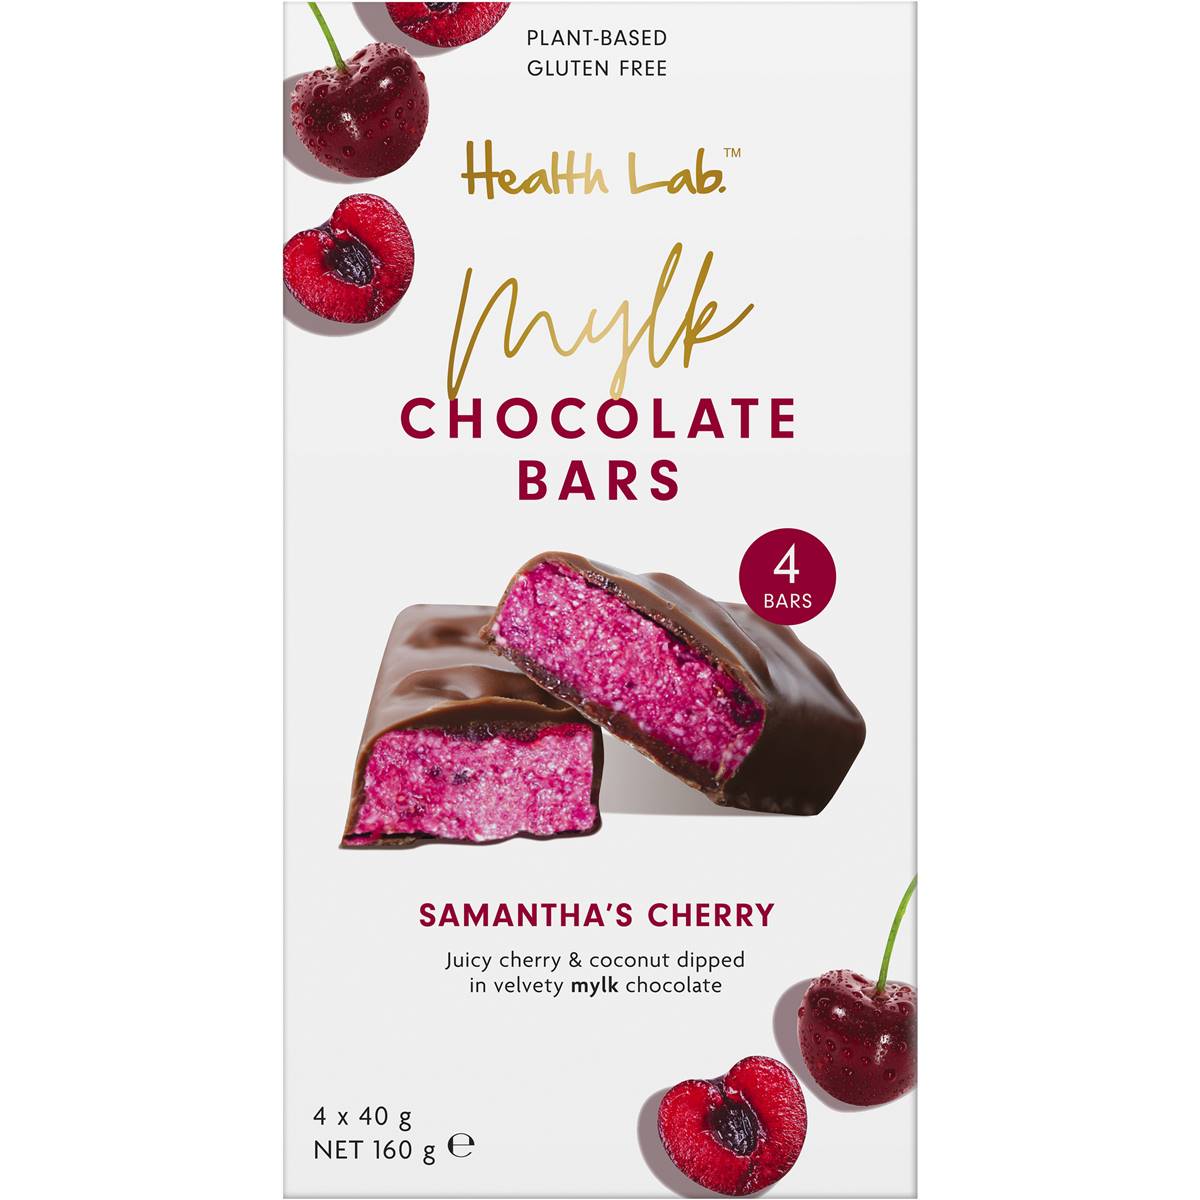 PLANT-BASED
GLUTEN FREE
Health Lab.™
Mylk
CHOCOLATE
BARS
4
BARS
SAMANTHA'S CHERRY
Juicy cherry & coconut dipped
in velvety mylk chocolate
4 x 40 g
NET 160 g ℮